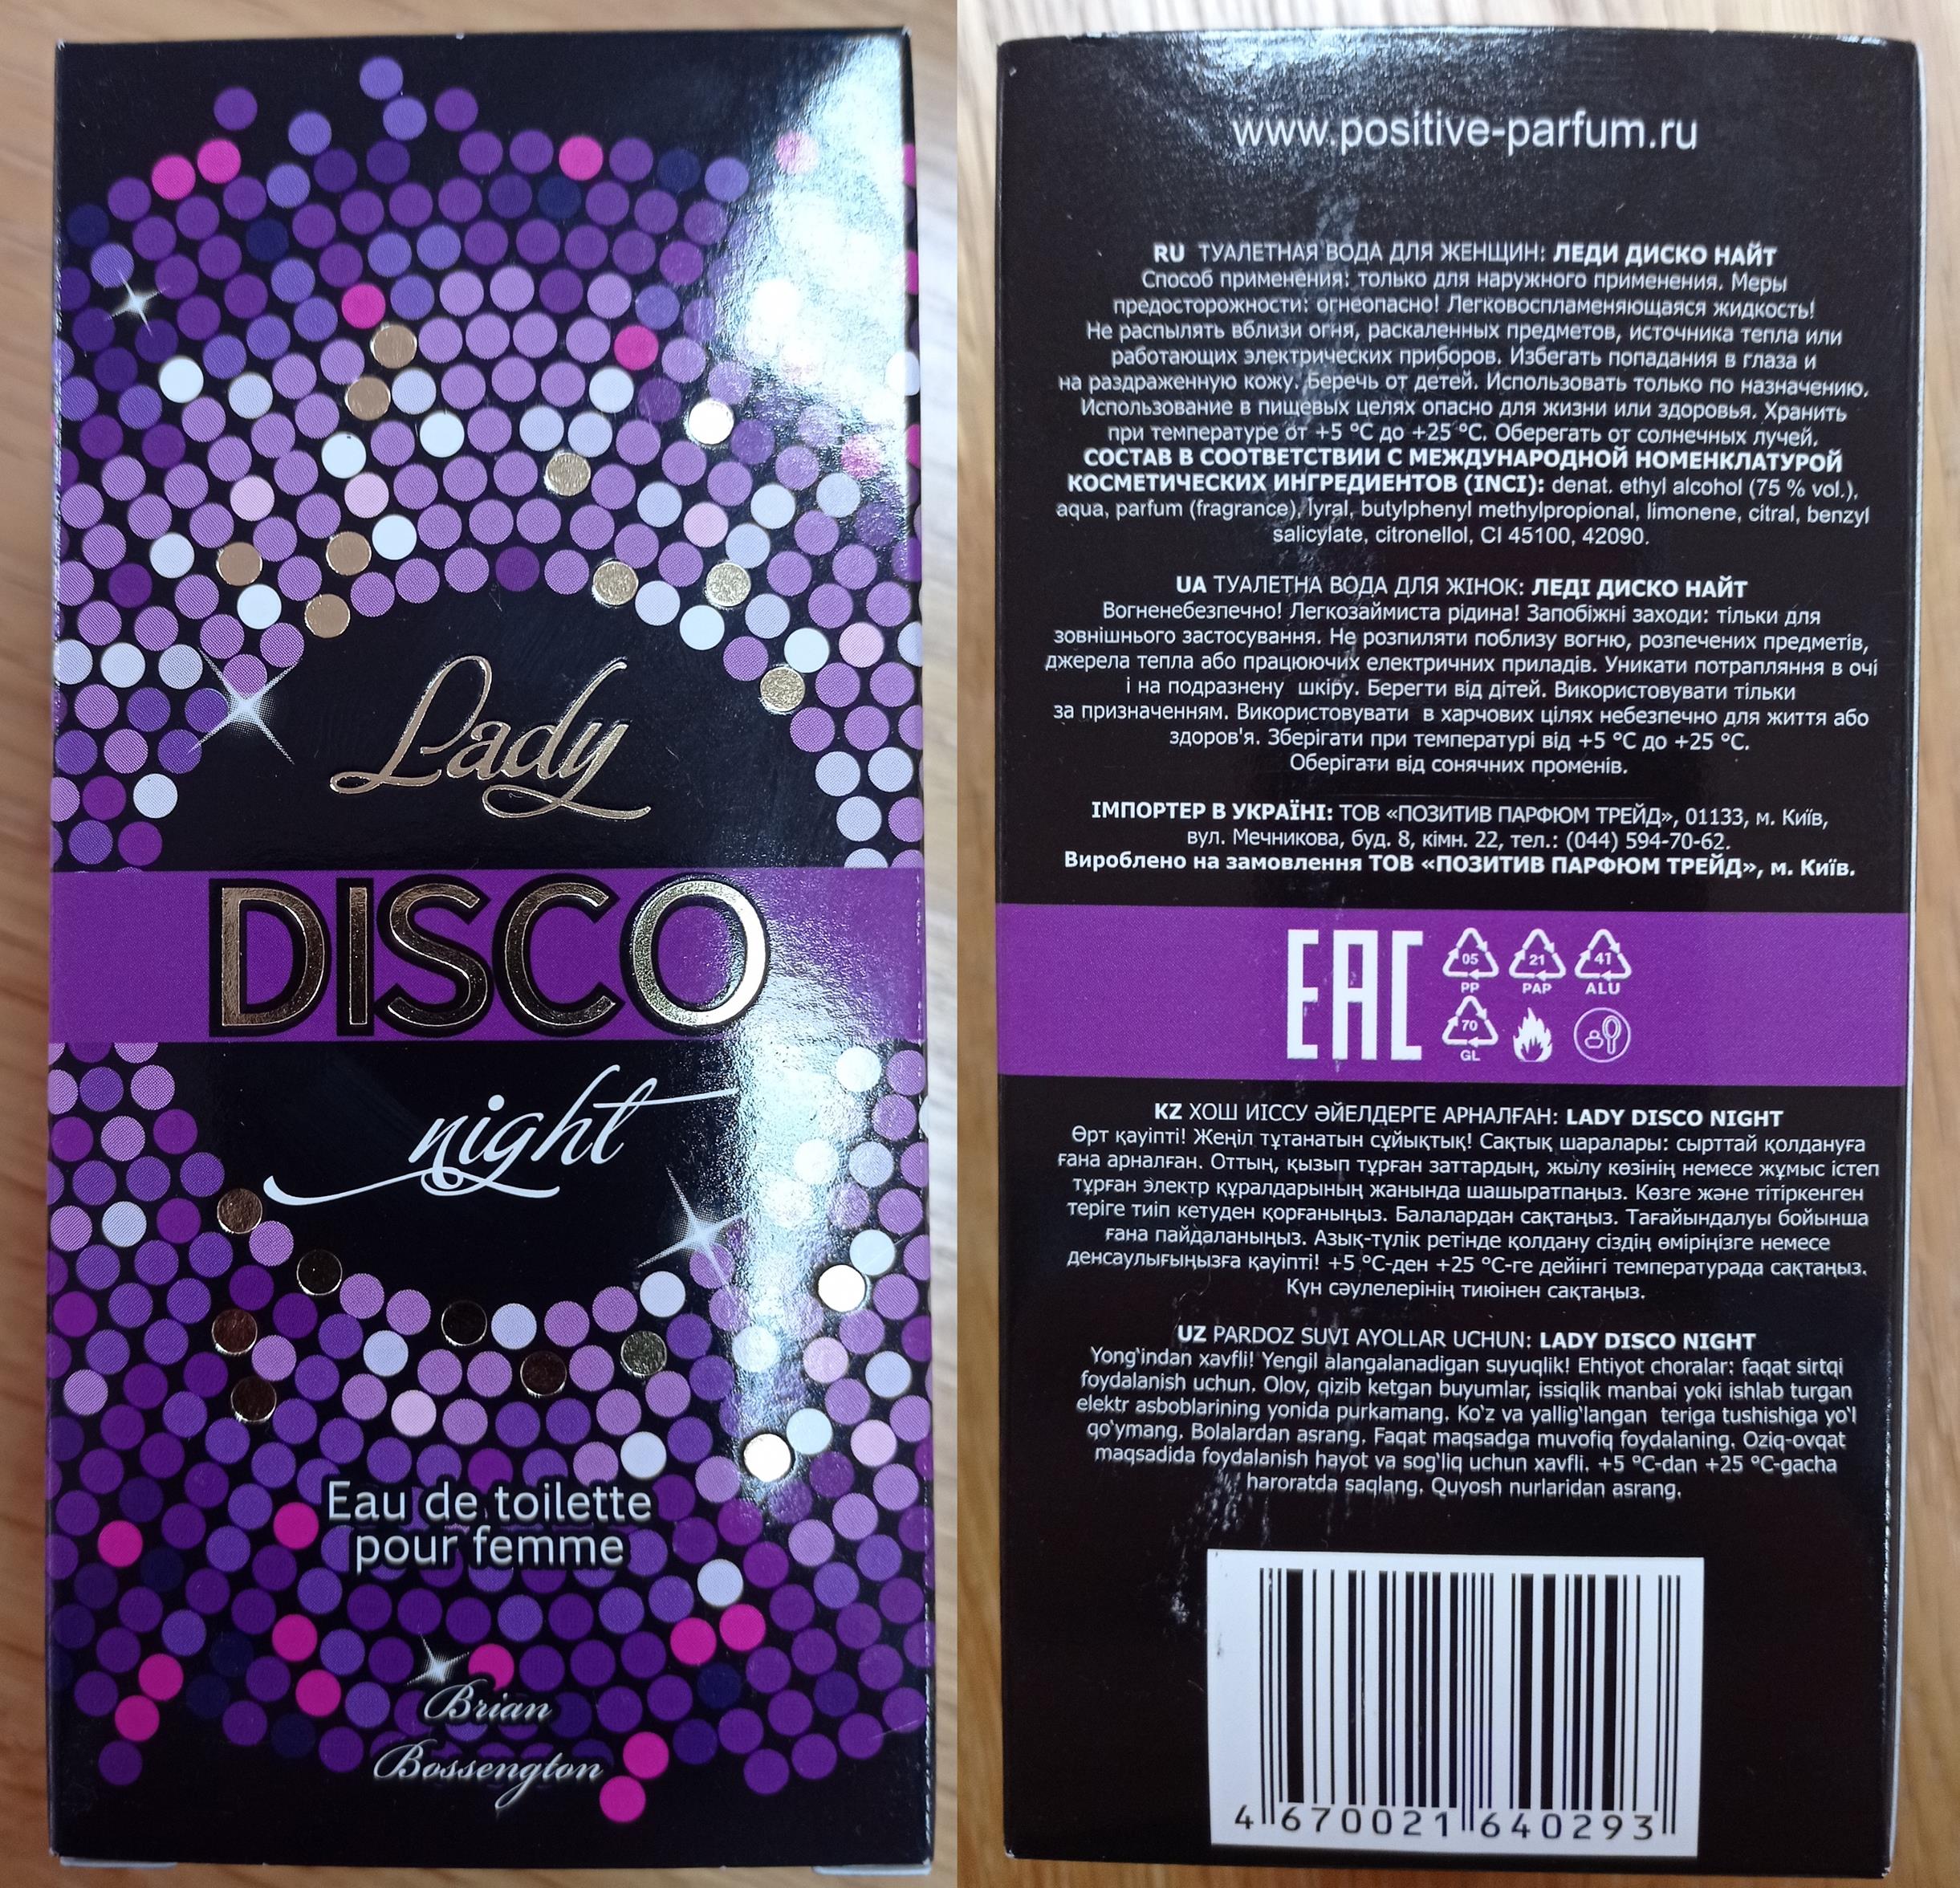 Lady
DISCO
night
Eau de toilette
pour femme
Brian
Bossengton
www.positive-parfum.ru
RU ТУАЛЕТНАЯ ВОДА ДЛЯ ЖЕНЩИН: ЛЕДИ ДИСКО НАЙТ
Способ применения: только для наружного применения. Меры
предосторожности: огнеопасно! Легковоспламеняющаяся жидкость!
Не распылять вблизи огня, раскаленных предметов, источника тепла или
работающих электрических приборов. Избегать попадания в глаза и
на раздраженную кожу. Беречь от детей. Использовать только по назначению.
Использование в пищевых целях опасно для жизни или здоровья. Хранить
при температуре от +5 °C до +25 °C. Оберегать от солнечных лучей.
СОСТАВ В СООТВЕТСТВИИ С МЕЖДУНАРОДНОЙ НОМЕНКЛАТУРОЙ
КОСМЕТИЧЕСКИХ ИНГРЕДИЕНТОВ (INCI): denat. ethyl alcohol (75 % vol.),
aqua, parfum (fragrance), lyral, butylphenyl methylpropional, limonene, citral, benzyl
salicylate, citronellol, CI 45100, 42090.
UA ТУАЛЕТНА ВОДА ДЛЯ ЖІНОК: ЛЕДІ ДИСКО НАЙТ
Вогненебезпечно! Легкозаймиста рідина! Запобіжні заходи: тільки для
зовнішнього застосування. Не розпиляти поблизу вогню, розпечених предметів,
джерела тепла або працюючих електричних приладів. Уникати потрапляння в очі
і на подразнену шкіру. Берегти від дітей. Використовувати тільки
за призначенням. Використовувати в харчових цілях небезпечно для життя або
здоров'я. Зберігати при температурі від +5 °C до +25 °C.
Оберігати від сонячних променів.
ІМПОРТЕР В УКРАЇНІ: ТОВ «ПОЗИТИВ ПАРФЮМ ТРЕЙД», 01133, м. Київ,
вул. Мечникова, буд. 8, кімн. 22, тел.: (044) 594-70-62.
Вироблено на замовлення ТОВ «ПОЗИТИВ ПАРФЮМ ТРЕЙД», м. Київ.
EAC 05 21 41
PP PAP ALU
70
GL
KZ ХОШ ИІССУ ӘЙЕЛДЕРГЕ АРНАЛҒАН: LADY DISCO NIGHT
Өрт қауіпті! Жеңіл тұтанатын сұйықтық! Сақтық шаралары: сырттай қолдануға
ғана арналған. Оттың, қызып тұрған заттардың, жылу көзінің немесе жұмыс істеп
тұрған электр құралдарының жанында шашыратпаңыз. Көзге және тітіркенген
теріге тиіп кетуден қорғаныңыз. Балалардан сақтаңыз. Тағайындалуы бойынша
ғана пайдаланыңыз. Азық-түлік ретінде қолдану сіздің өміріңізге немесе
денсаулығыңызға қауіпті! +5 °C-ден +25 °C-ге дейінгі температурада сақтаңыз.
Күн сәулелерінің тиюінен сақтаңыз.
UZ PARDOZ SUVI AYOLLAR UCHUN: LADY DISCO NIGHT
Yong‘indan xavfli! Yengil alangalanadigan suyuqlik! Ehtiyot choralar: faqat sirtqi
foydalanish uchun. Olov, qizib ketgan buyumlar, issiqlik manbai yoki ishlab turgan
elektr asboblarining yonida purkamang. Ko‘z va yallig‘langan teriga tushishiga yo‘l
qo‘ymang. Bolalardan asrang. Faqat maqsadga muvofiq foydalaning. Oziq-ovqat
maqsadida foydalanish hayot va sog‘liq uchun xavfli. +5 °C-dan +25 °C-gacha
haroratda saqlang. Quyosh nurlaridan asrang.
4 670021 640293